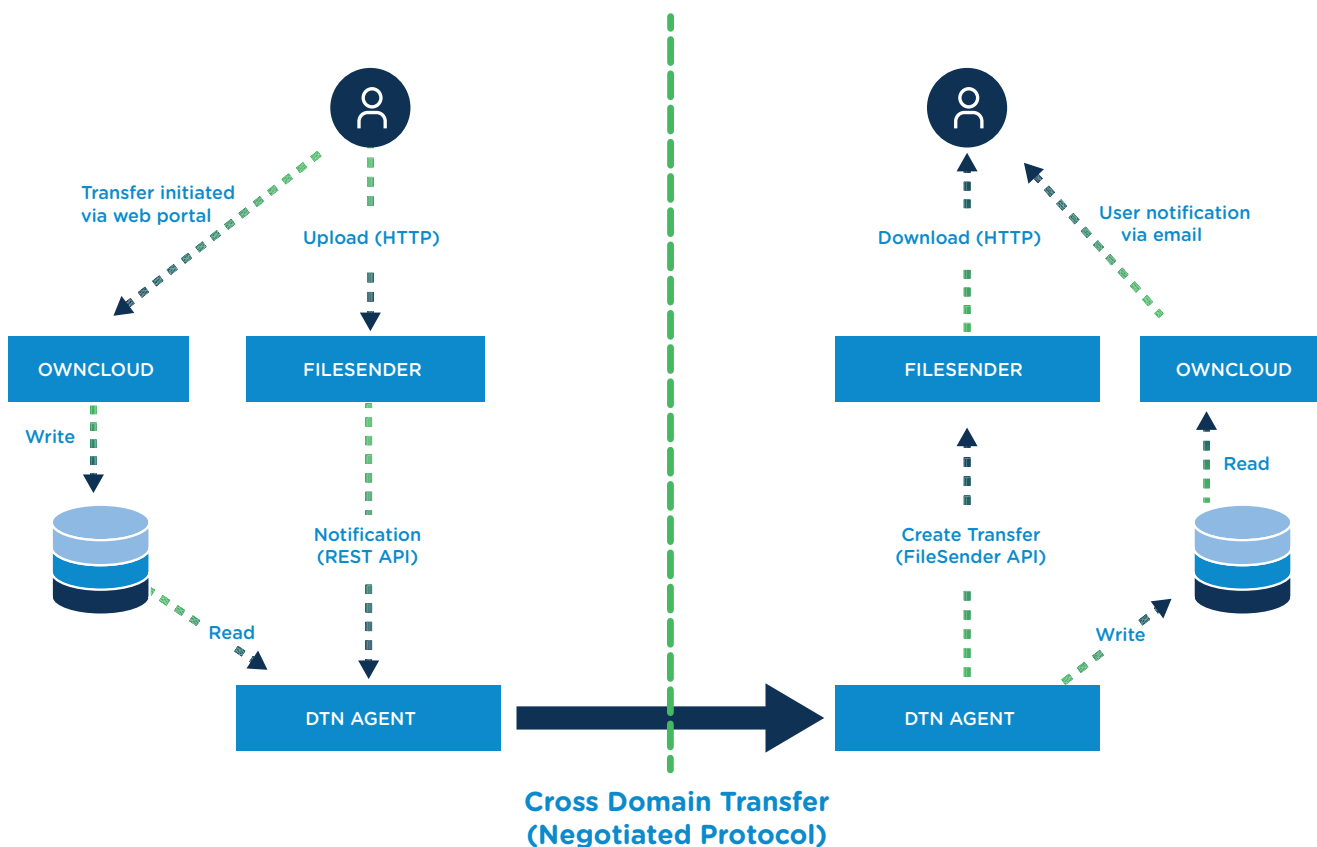 Transfer initiated
via web portal
Upload (HTTP)
Download (HTTP)
User notification
via email
OWNCLOUD
FILESENDER
FILESENDER
OWNCLOUD
Write
Read
Notification
(REST API)
Create Transfer
(FileSender API)
Read
Write
DTN AGENT
DTN AGENT
Cross Domain Transfer
(Negotiated Protocol)